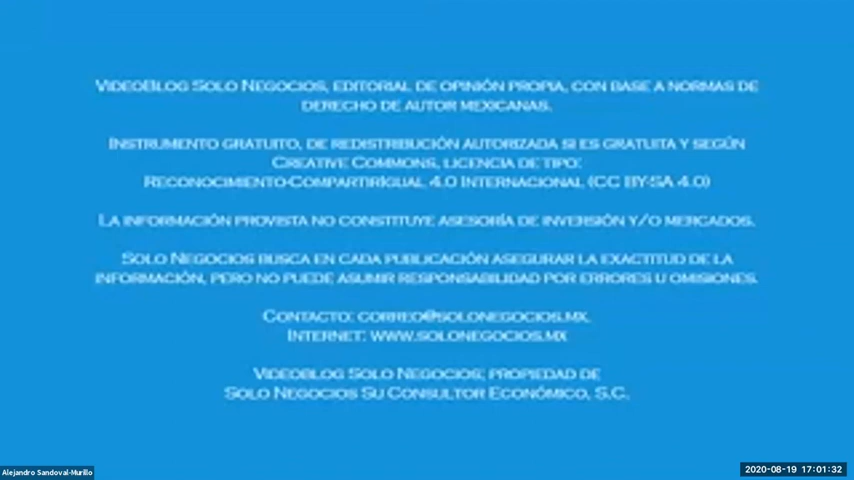 VIDEOBLOG SOLO NEGOCIOS, EDITORIAL DE OPINIÓN PROPIA, CON BASE A NORMAS DE
DERECHO DE AUTOR MEXICANAS.
INSTRUMENTO GRATUITO, DE REDISTRIBUCIÓN AUTORIZADA SI ES GRATUITA Y SEGÚN
CREATIVE COMMONS, LICENCIA DE TIPO:
RECONOCIMIENTO-COMPARTIRIGUAL 4.0 INTERNACIONAL (CC BY-SA 4.0)
LA INFORMACIÓN PROVISTA NO CONSTITUYE ASESORÍA DE INVERSIÓN Y/O MERCADOS.
SOLO NEGOCIOS BUSCA EN CADA PUBLICACIÓN ASEGURAR LA EXACTITUD DE LA
INFORMACIÓN, PERO NO PUEDE ASUMIR RESPONSABILIDAD POR ERRORES U OMISIONES.
CONTACTO: CORREO@SOLONEGOCIOS.MX.
INTERNET: WWW.SOLONEGOCIOS.MX
VIDEOBLOG SOLO NEGOCIOS; PROPIEDAD DE
SOLO NEGOCIOS SU CONSULTOR ECONÓMICO, S.C.
Alejandro Sandoval-Murillo
2020-08-19 17:01:32